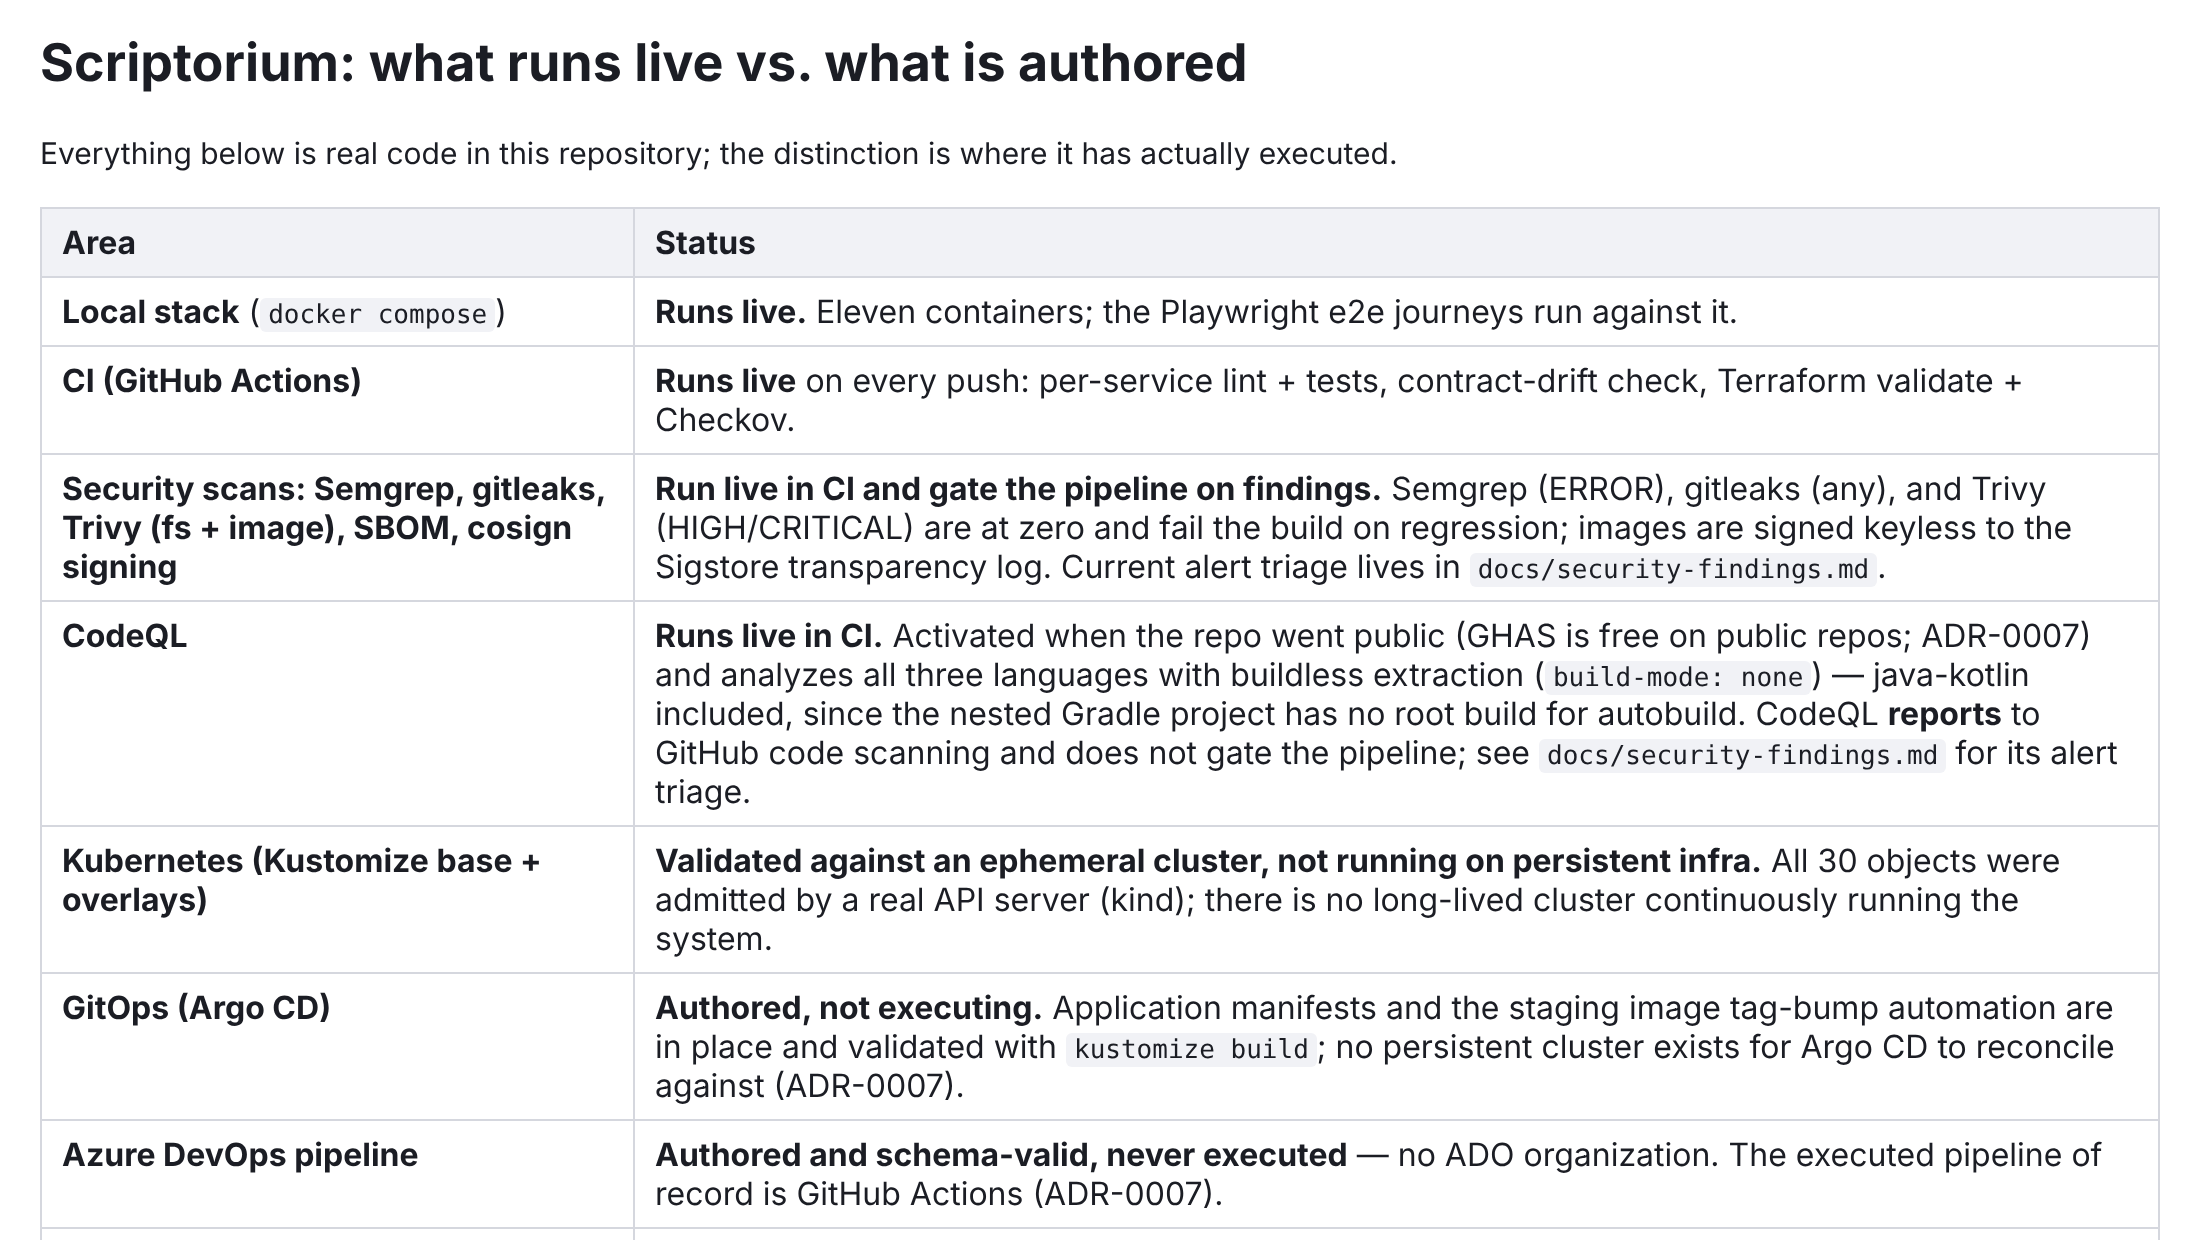 Scriptorium: what runs live vs. what is authored
Everything below is real code in this repository; the distinction is where it has actually executed.
Area
Status
Local stack (docker compose)
Runs live. Eleven containers; the Playwright e2e journeys run against it.
CI (GitHub Actions)
Runs live on every push: per-service lint + tests, contract-drift check, Terraform validate +
Checkov.
Security scans: Semgrep, gitleaks,
Trivy (fs + image), SBOM, cosign
signing
Run live in CI and gate the pipeline on findings. Semgrep (ERROR), gitleaks (any), and Trivy
(HIGH/CRITICAL) are at zero and fail the build on regression; images are signed keyless to the
Sigstore transparency log. Current alert triage lives in docs/security-findings.md.
CodeQL
Runs live in CI. Activated when the repo went public (GHAS is free on public repos; ADR-0007)
and analyzes all three languages with buildless extraction (build-mode: none) — java-kotlin
included, since the nested Gradle project has no root build for autobuild. CodeQL reports to
GitHub code scanning and does not gate the pipeline; see docs/security-findings.md for its alert
triage.
Kubernetes (Kustomize base +
overlays)
Validated against an ephemeral cluster, not running on persistent infra. All 30 objects were
admitted by a real API server (kind); there is no long-lived cluster continuously running the
system.
GitOps (Argo CD)
Authored, not executing. Application manifests and the staging image tag-bump automation are
in place and validated with kustomize build; no persistent cluster exists for Argo CD to reconcile
against (ADR-0007).
Azure DevOps pipeline
Authored and schema-valid, never executed — no ADO organization. The executed pipeline of
record is GitHub Actions (ADR-0007).